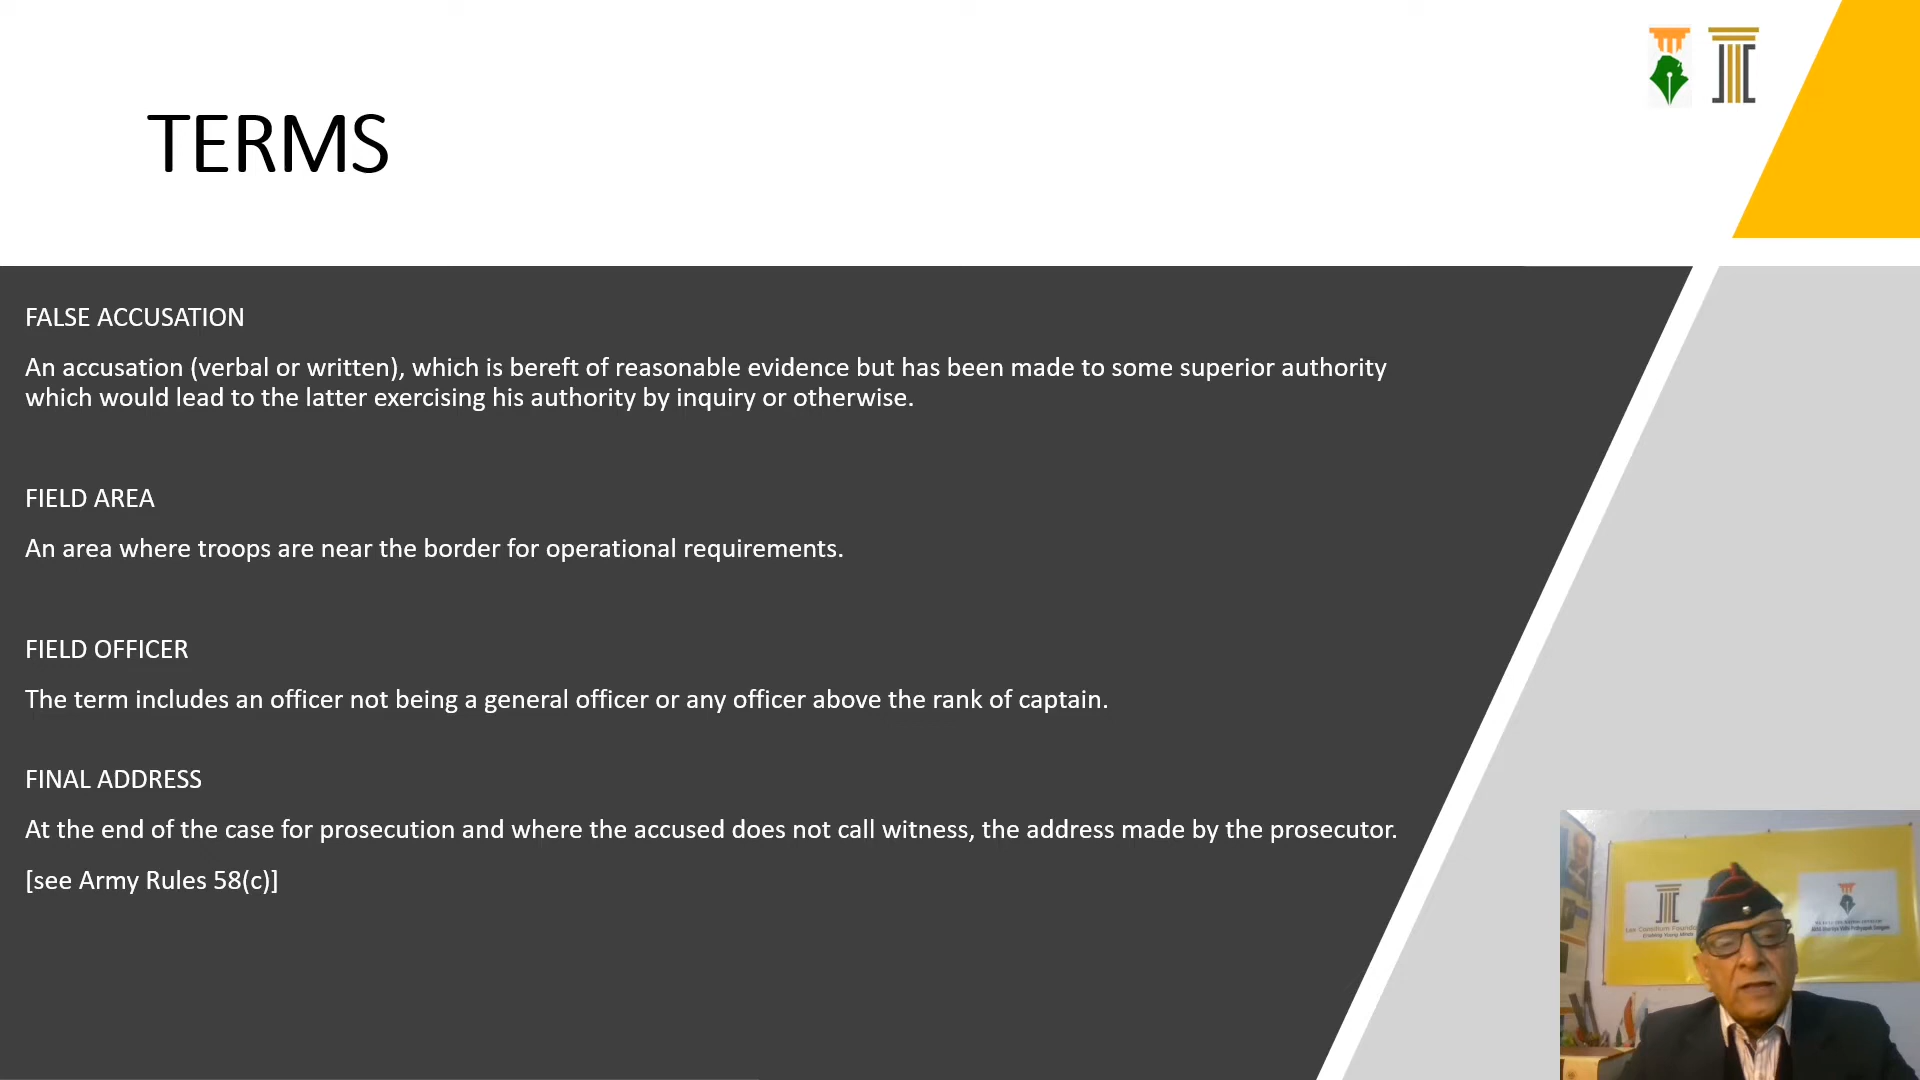 TERMS
FALSE ACCUSATION
An accusation (verbal or written), which is bereft of reasonable evidence but has been made to some superior authority
which would lead to the latter exercising his authority by inquiry or otherwise.
FIELD AREA
An area where troops are near the border for operational requirements.
FIELD OFFICER
The term includes an officer not being a general officer or any officer above the rank of captain.
FINAL ADDRESS
At the end of the case for prosecution and where the accused does not call witness, the address made by the prosecutor.
[see Army Rules 58(c)]